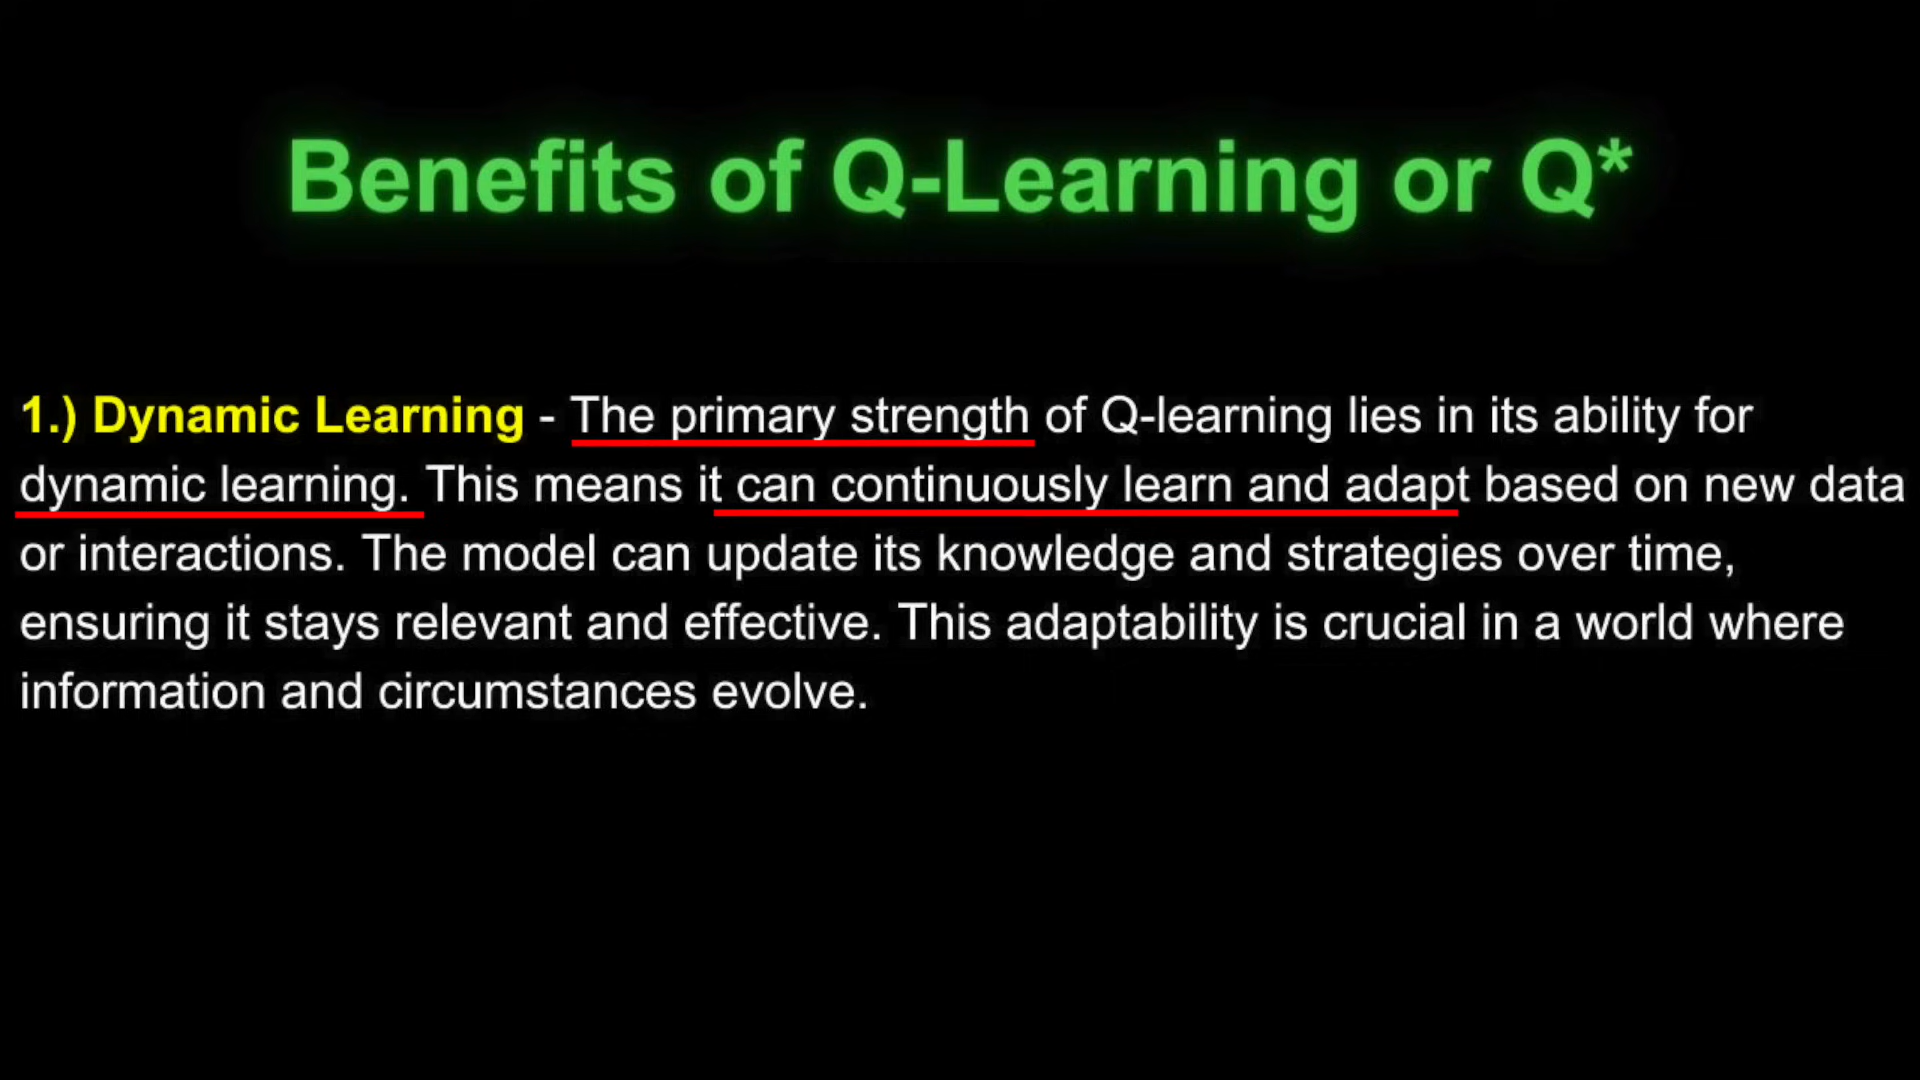 Benefits of Q-Learning or Q*
1.) Dynamic Learning - The primary strength of Q-learning lies in its ability for
dynamic learning. This means it can continuously learn and adapt based on new data
or interactions. The model can update its knowledge and strategies over time,
ensuring it stays relevant and effective. This adaptability is crucial in a world where
information and circumstances evolve.